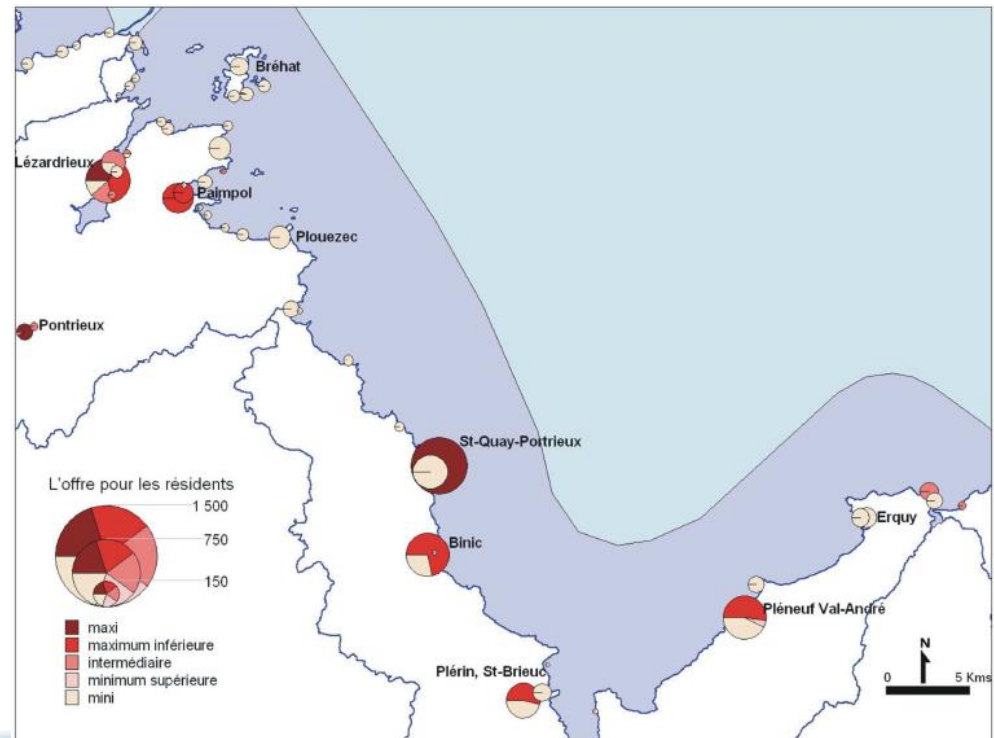 Bréhat
Lézardrieux
Paimpol
Plouezec
Pontrieux
St-Quay-Portrieux
L'offre pour les résidents
1 500
750
150
Binic
Erquy
Pléneuf Val-André
Plérin, St-Brieuc
maxi
maximum inférieure
intermédiaire
minimum supérieure
mini
N
0 5 Kms